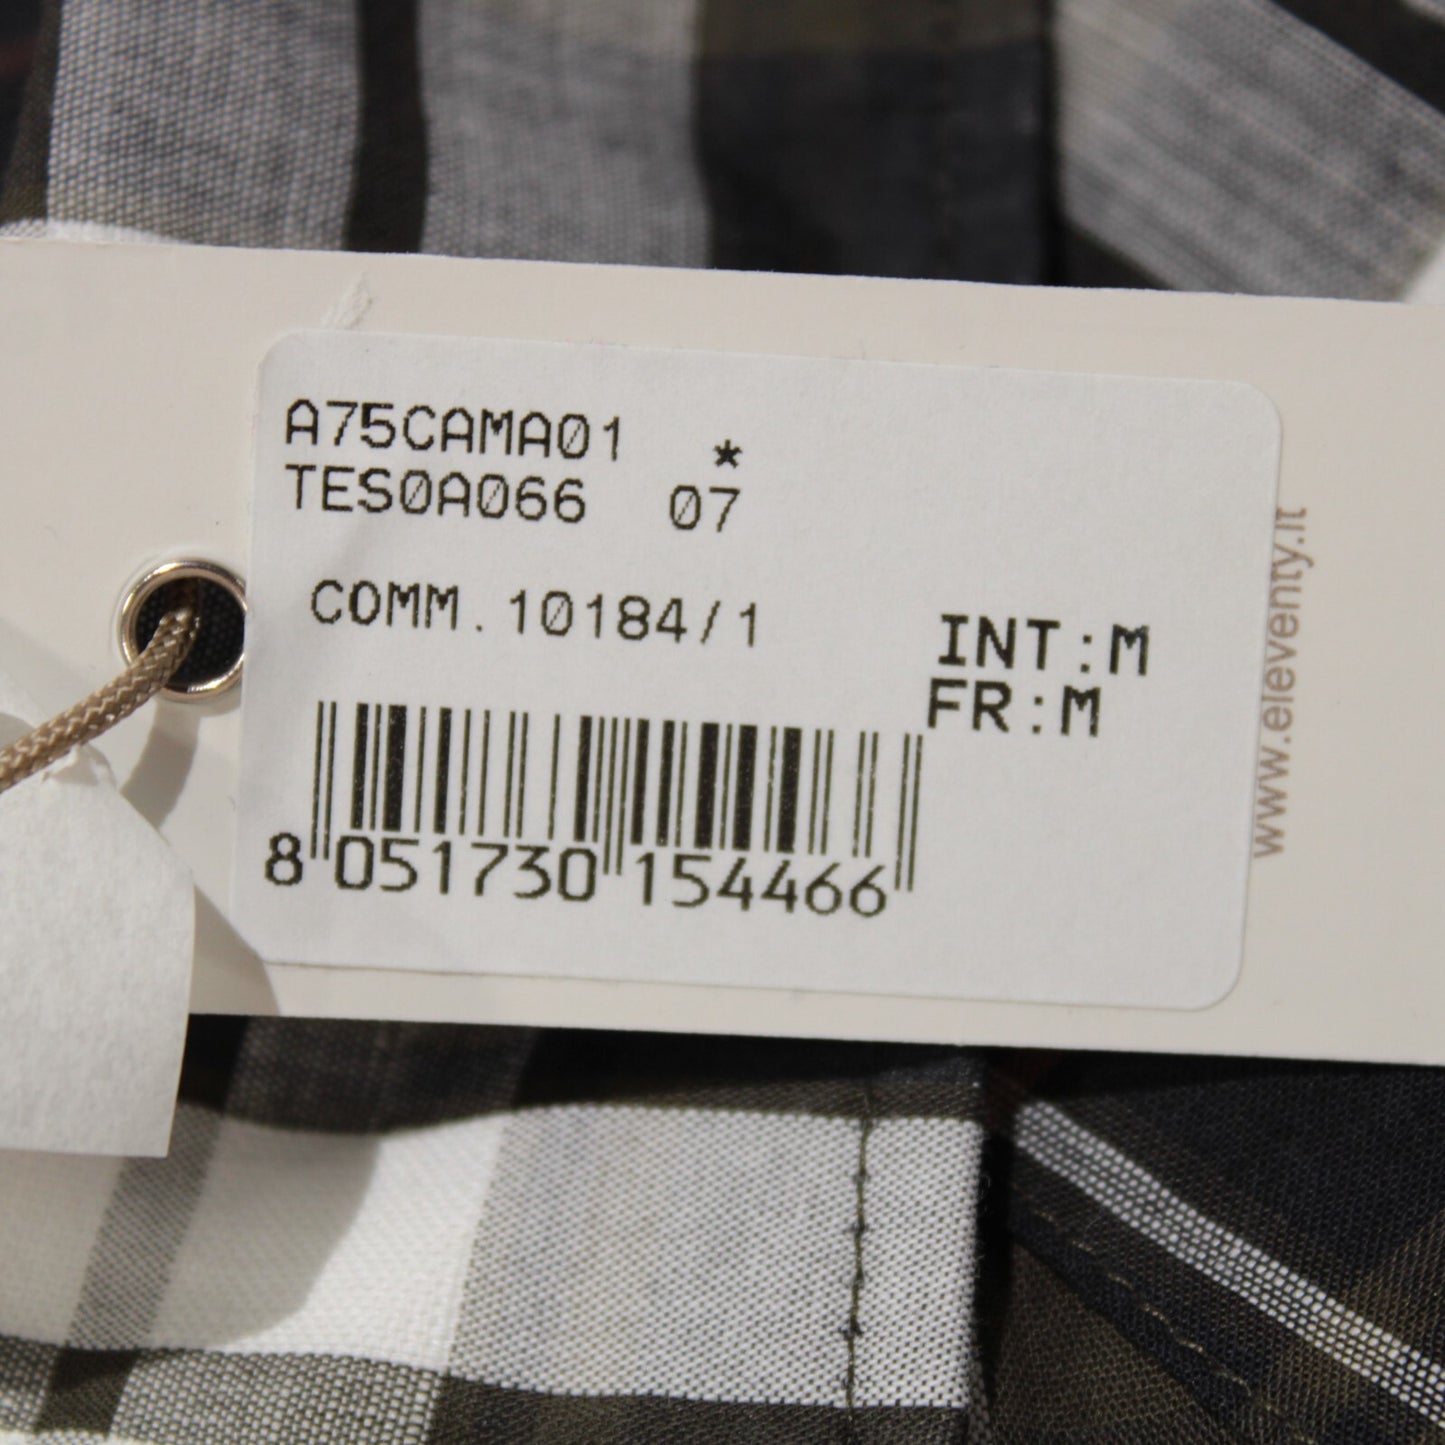 A75CAMA01 *
TES0A066 07
COMM.10184/1
INT:M
FR:M
8 051730 154466
www.eleventy.it